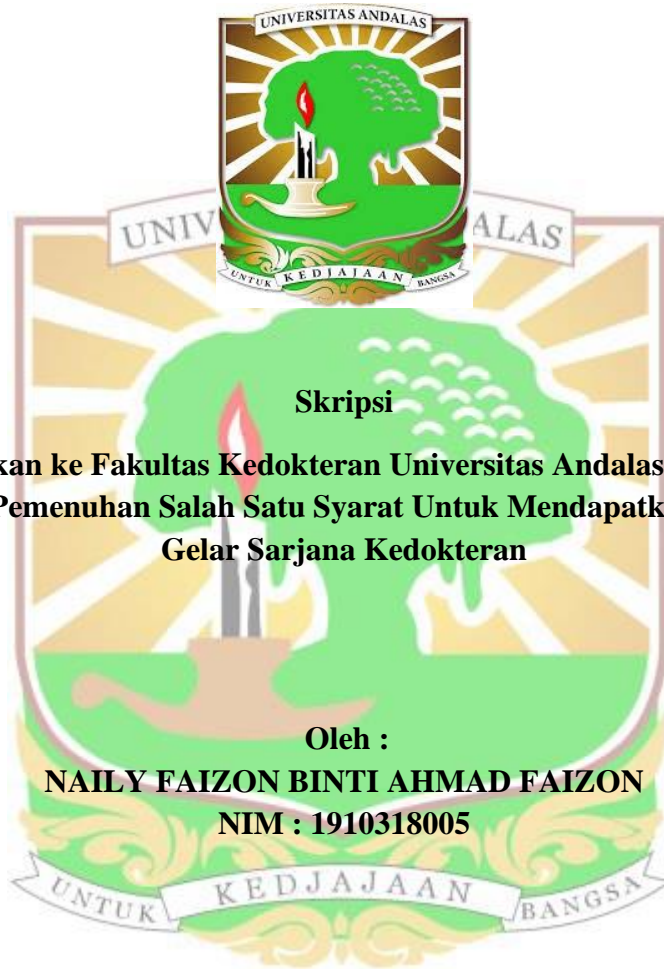 UNIVERSITAS ANDALAS
UNTUK KEDJAJAAN BANGSA
UNIV ALAS
Skripsi
kan ke Fakultas Kedokteran Universitas Andalas
Pemenuhan Salah Satu Syarat Untuk Mendapatk
Gelar Sarjana Kedokteran
Oleh :
NAILY FAIZON BINTI AHMAD FAIZON
NIM : 1910318005
UNTUK KEDJAJAAN BANGSA